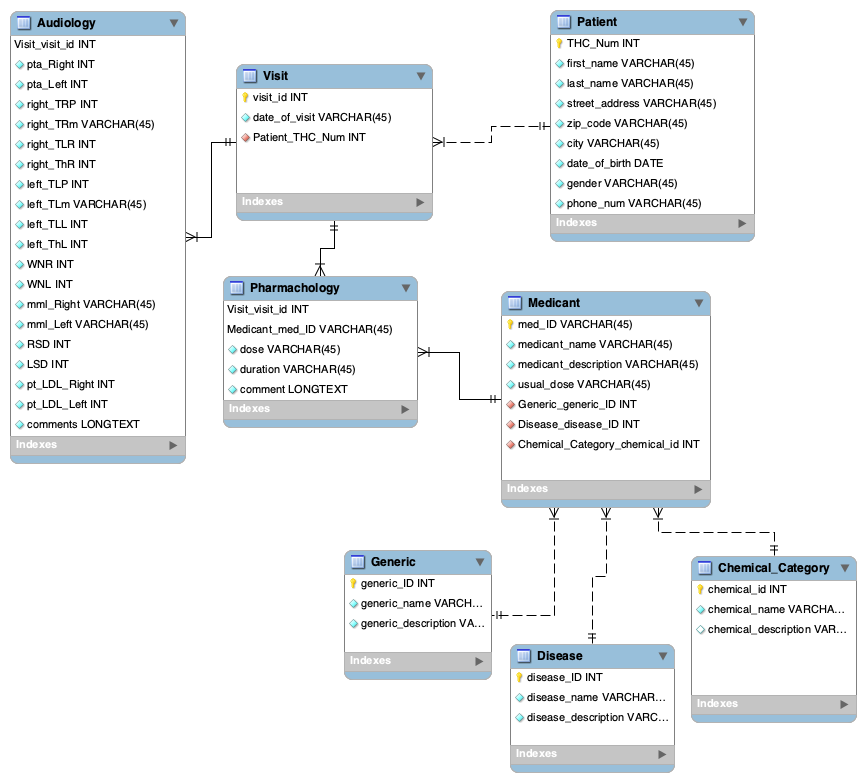 Audiology
Visit_visit_id INT
pta_Right INT
pta_Left INT
right_TRP INT
right_TRm VARCHAR(45)
right_TLR INT
right_ThR INT
left_TLP INT
left_TLm VARCHAR(45)
left_TLL INT
left_ThL INT
WNR INT
WNL INT
mml_Right VARCHAR(45)
mml_Left VARCHAR(45)
RSD INT
LSD INT
pt_LDL_Right INT
pt_LDL_Left INT
comments LONGTEXT
Indexes
Visit
visit_id INT
date_of_visit VARCHAR(45)
Patient_THC_Num INT
Indexes
Patient
THC_Num INT
first_name VARCHAR(45)
last_name VARCHAR(45)
street_address VARCHAR(45)
zip_code VARCHAR(45)
city VARCHAR(45)
date_of_birth DATE
gender VARCHAR(45)
phone_num VARCHAR(45)
Indexes
Pharmachology
Visit_visit_id INT
Medicant_med_ID VARCHAR(45)
dose VARCHAR(45)
duration VARCHAR(45)
comment LONGTEXT
Indexes
Medicant
med_ID VARCHAR(45)
medicant_name VARCHAR(45)
medicant_description VARCHAR(45)
usual_dose VARCHAR(45)
Generic_generic_ID INT
Disease_disease_ID INT
Chemical_Category_chemical_id INT
Indexes
Generic
generic_ID INT
generic_name VARCH...
generic_description VA...
Indexes
Disease
disease_ID INT
disease_name VARCHAR...
disease_description VARC...
Indexes
Chemical_Category
chemical_id INT
chemical_name VARCHA...
chemical_description VAR...
Indexes